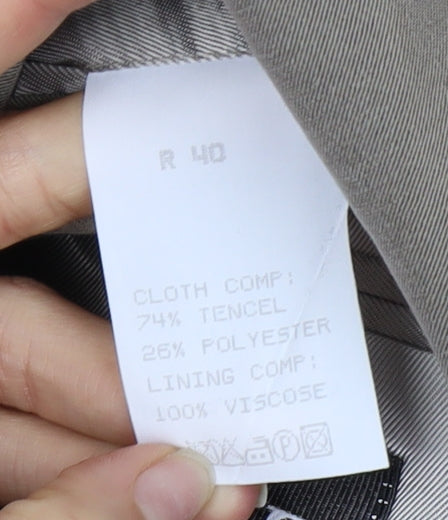 R 40
CLOTH COMP:
74% TENCEL
26% POLYESTER
LINING COMP:
100% VISCOSE
P